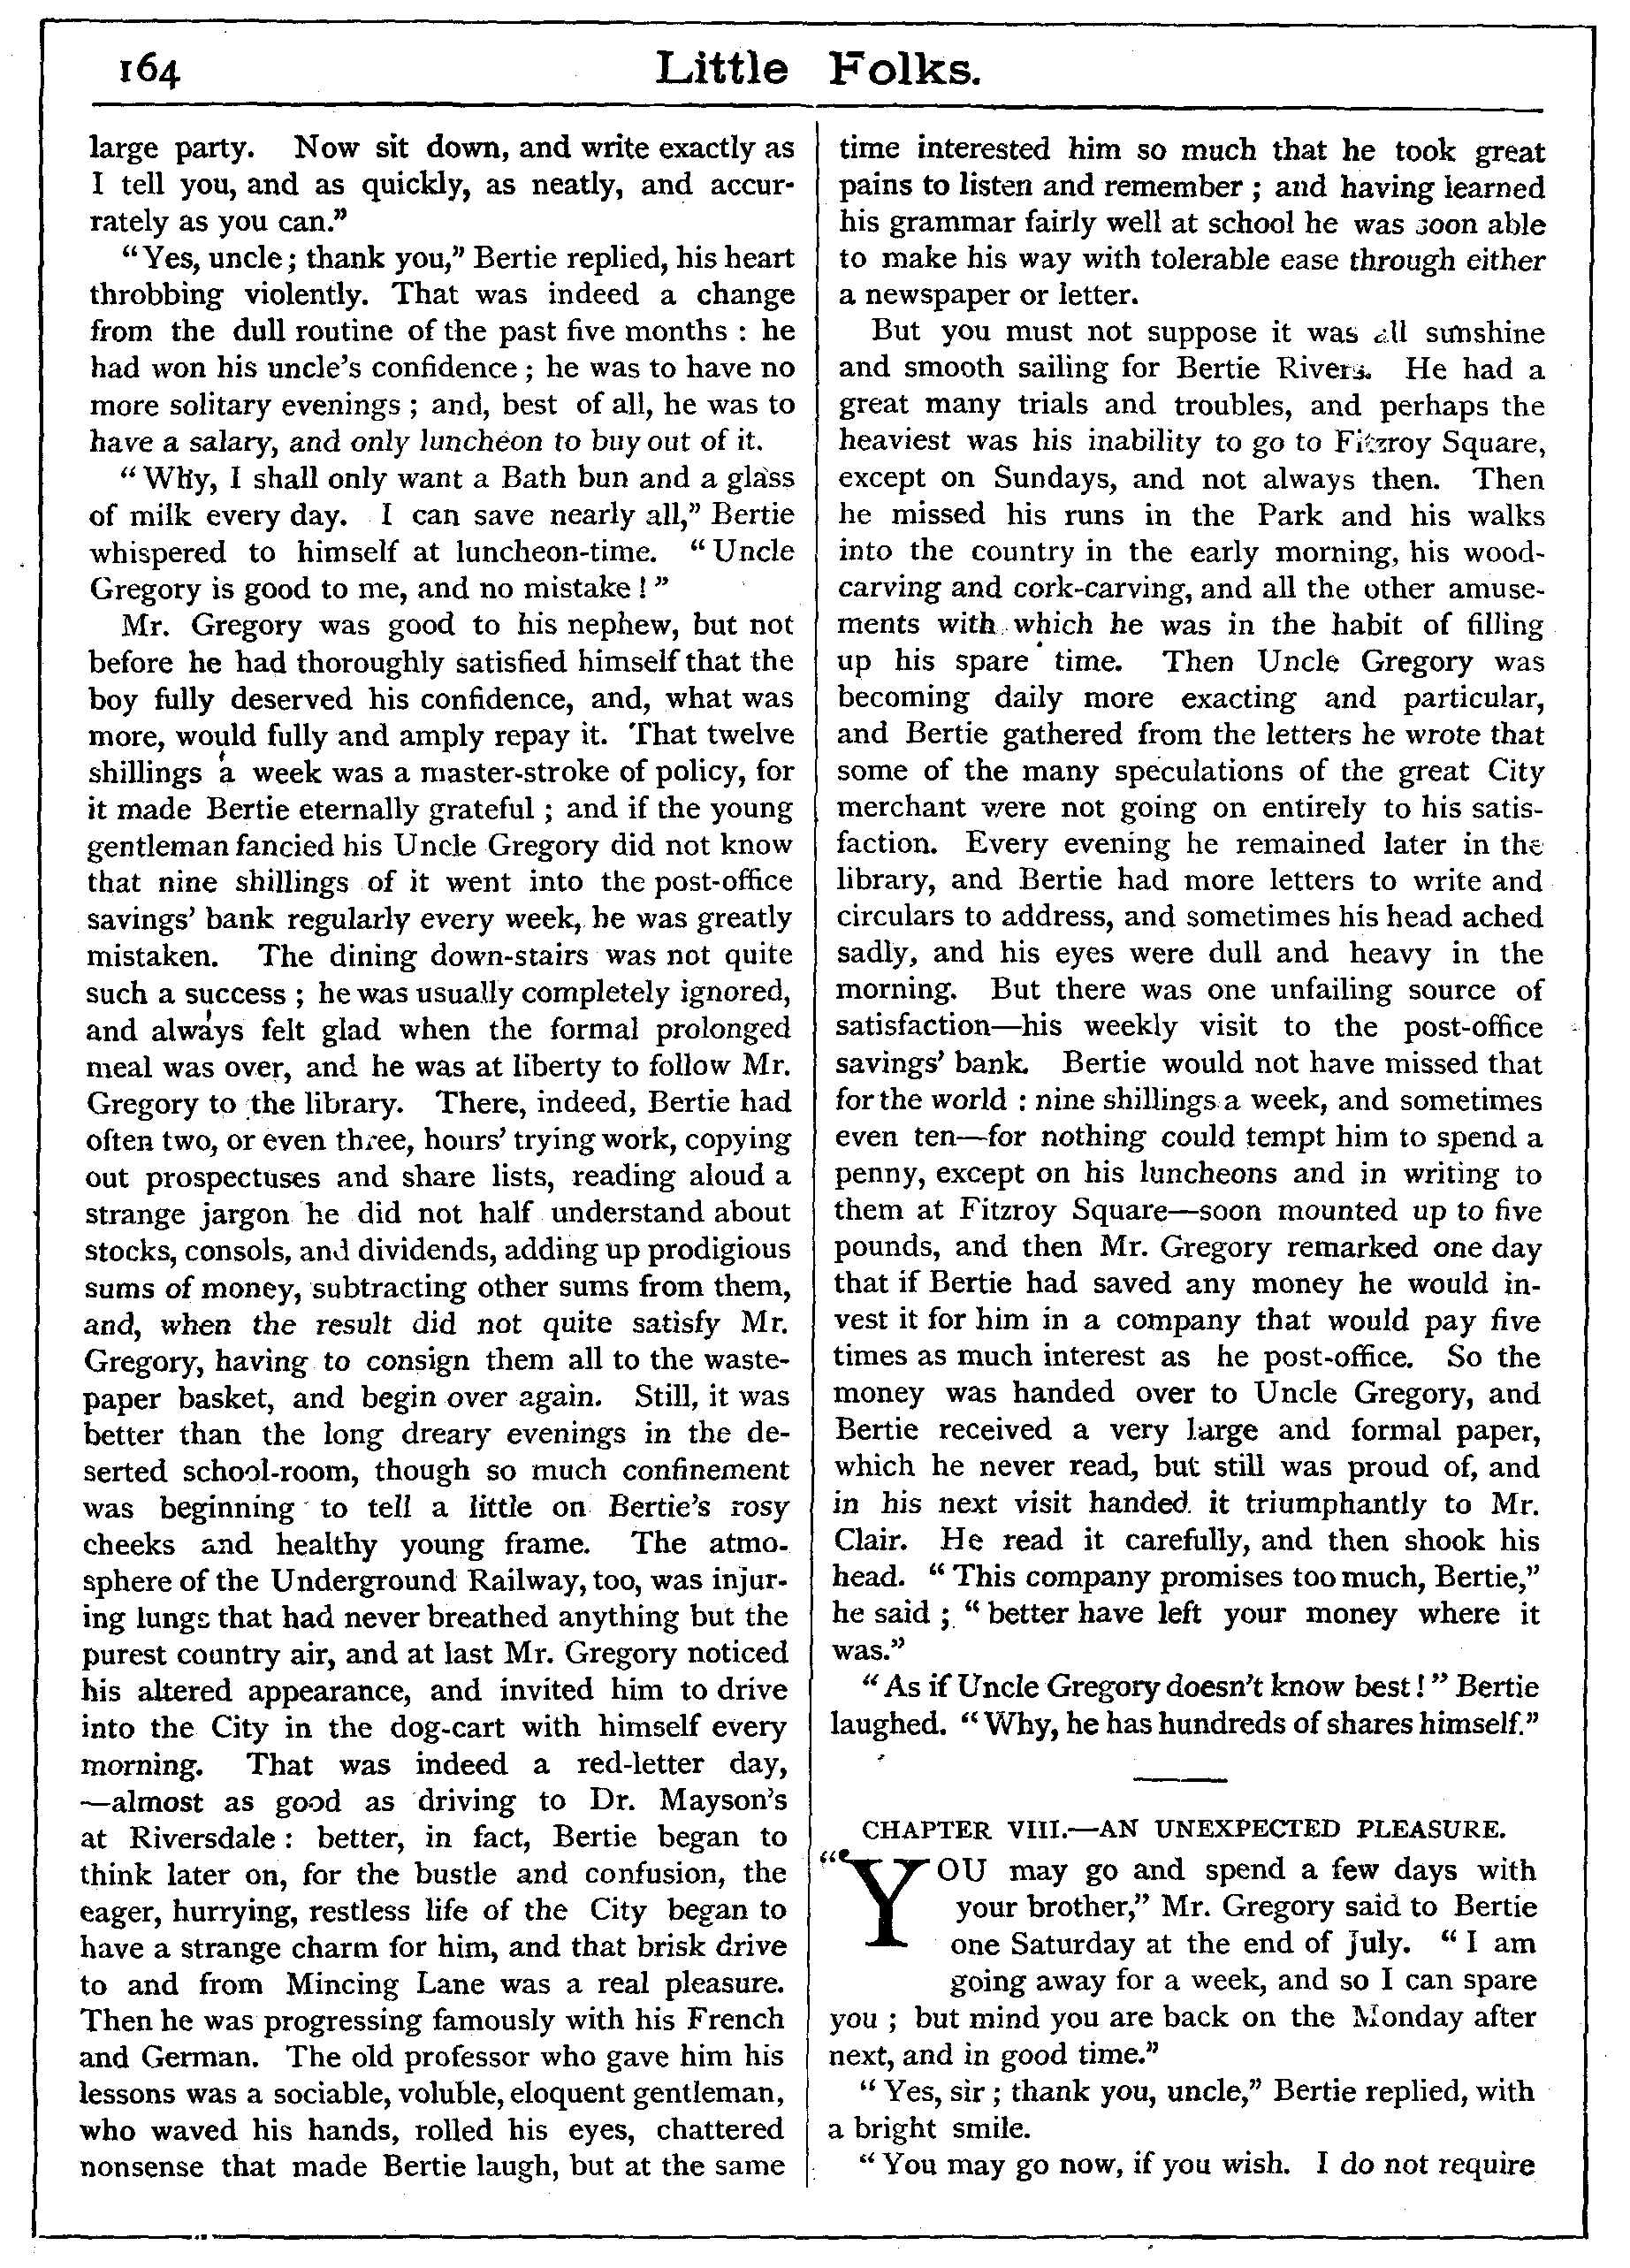 164
Little Folks.
large party. Now sit down, and write exactly as
I tell you, and as quickly, as neatly, and accur-
rately as you can.”
“Yes, uncle; thank you,” Bertie replied, his heart
throbbing violently. That was indeed a change
from the dull routine of the past five months : he
had won his uncle’s confidence ; he was to have no
more solitary evenings ; and, best of all, he was to
have a salary, and only luncheon to buy out of it.
“Why, I shall only want a Bath bun and a glass
of milk every day. I can save nearly all,” Bertie
whispered to himself at luncheon-time. “Uncle
Gregory is good to me, and no mistake ! ”
Mr. Gregory was good to his nephew, but not
before he had thoroughly satisfied himself that the
boy fully deserved his confidence, and, what was
more, would fully and amply repay it. That twelve
shillings a week was a master-stroke of policy, for
it made Bertie eternally grateful ; and if the young
gentleman fancied his Uncle Gregory did not know
that nine shillings of it went into the post-office
savings’ bank regularly every week, he was greatly
mistaken. The dining down-stairs was not quite
such a success ; he was usually completely ignored,
and always felt glad when the formal prolonged
meal was over, and he was at liberty to follow Mr.
Gregory to the library. There, indeed, Bertie had
often two, or even three, hours’ trying work, copying
out prospectuses and share lists, reading aloud a
strange jargon he did not half understand about
stocks, consols, and dividends, adding up prodigious
sums of money, subtracting other sums from them,
and, when the result did not quite satisfy Mr.
Gregory, having to consign them all to the waste-
paper basket, and begin over again. Still, it was
better than the long dreary evenings in the de-
serted school-room, though so much confinement
was beginning to tell a little on Bertie’s rosy
cheeks and healthy young frame. The atmo-
sphere of the Underground Railway, too, was injur-
ing lungs that had never breathed anything but the
purest country air, and at last Mr. Gregory noticed
his altered appearance, and invited him to drive
into the City in the dog-cart with himself every
morning. That was indeed a red-letter day,
—almost as good as driving to Dr. Mayson’s
at Riversdale : better, in fact, Bertie began to
think later on, for the bustle and confusion, the
eager, hurrying, restless life of the City began to
have a strange charm for him, and that brisk drive
to and from Mincing Lane was a real pleasure.
Then he was progressing famously with his French
and German. The old professor who gave him his
lessons was a sociable, voluble, eloquent gentleman,
who waved his hands, rolled his eyes, chattered
nonsense that made Bertie laugh, but at the same
time interested him so much that he took great
pains to listen and remember ; and having learned
his grammar fairly well at school he was soon able
to make his way with tolerable ease through either
a newspaper or letter.
But you must not suppose it was all sunshine
and smooth sailing for Bertie Rivers. He had a
great many trials and troubles, and perhaps the
heaviest was his inability to go to Fitzroy Square,
except on Sundays, and not always then. Then
he missed his runs in the Park and his walks
into the country in the early morning, his wood-
carving and cork-carving, and all the other amuse-
ments with which he was in the habit of filling
up his spare time. Then Uncle Gregory was
becoming daily more exacting and particular,
and Bertie gathered from the letters he wrote that
some of the many speculations of the great City
merchant were not going on entirely to his satis-
faction. Every evening he remained later in the
library, and Bertie had more letters to write and
circulars to address, and sometimes his head ached
sadly, and his eyes were dull and heavy in the
morning. But there was one unfailing source of
satisfaction—his weekly visit to the post-office
savings’ bank. Bertie would not have missed that
for the world : nine shillings a week, and sometimes
even ten—for nothing could tempt him to spend a
penny, except on his luncheons and in writing to
them at Fitzroy Square—soon mounted up to five
pounds, and then Mr. Gregory remarked one day
that if Bertie had saved any money he would in-
vest it for him in a company that would pay five
times as much interest as he post-office. So the
money was handed over to Uncle Gregory, and
Bertie received a very large and formal paper,
which he never read, but still was proud of, and
in his next visit handed it triumphantly to Mr.
Clair. He read it carefully, and then shook his
head. “This company promises too much, Bertie,”
he said ; “better have left your money where it
was.”
“As if Uncle Gregory doesn’t know best ! ” Bertie
laughed. “Why, he has hundreds of shares himself.”
CHAPTER VIII.—AN UNEXPECTED PLEASURE.
“YOU may go and spend a few days with
your brother,” Mr. Gregory said to Bertie
one Saturday at the end of July. “I am
going away for a week, and so I can spare
you ; but mind you are back on the Monday after
next, and in good time.”
“Yes, sir ; thank you, uncle,” Bertie replied, with
a bright smile.
“You may go now, if you wish. I do not require